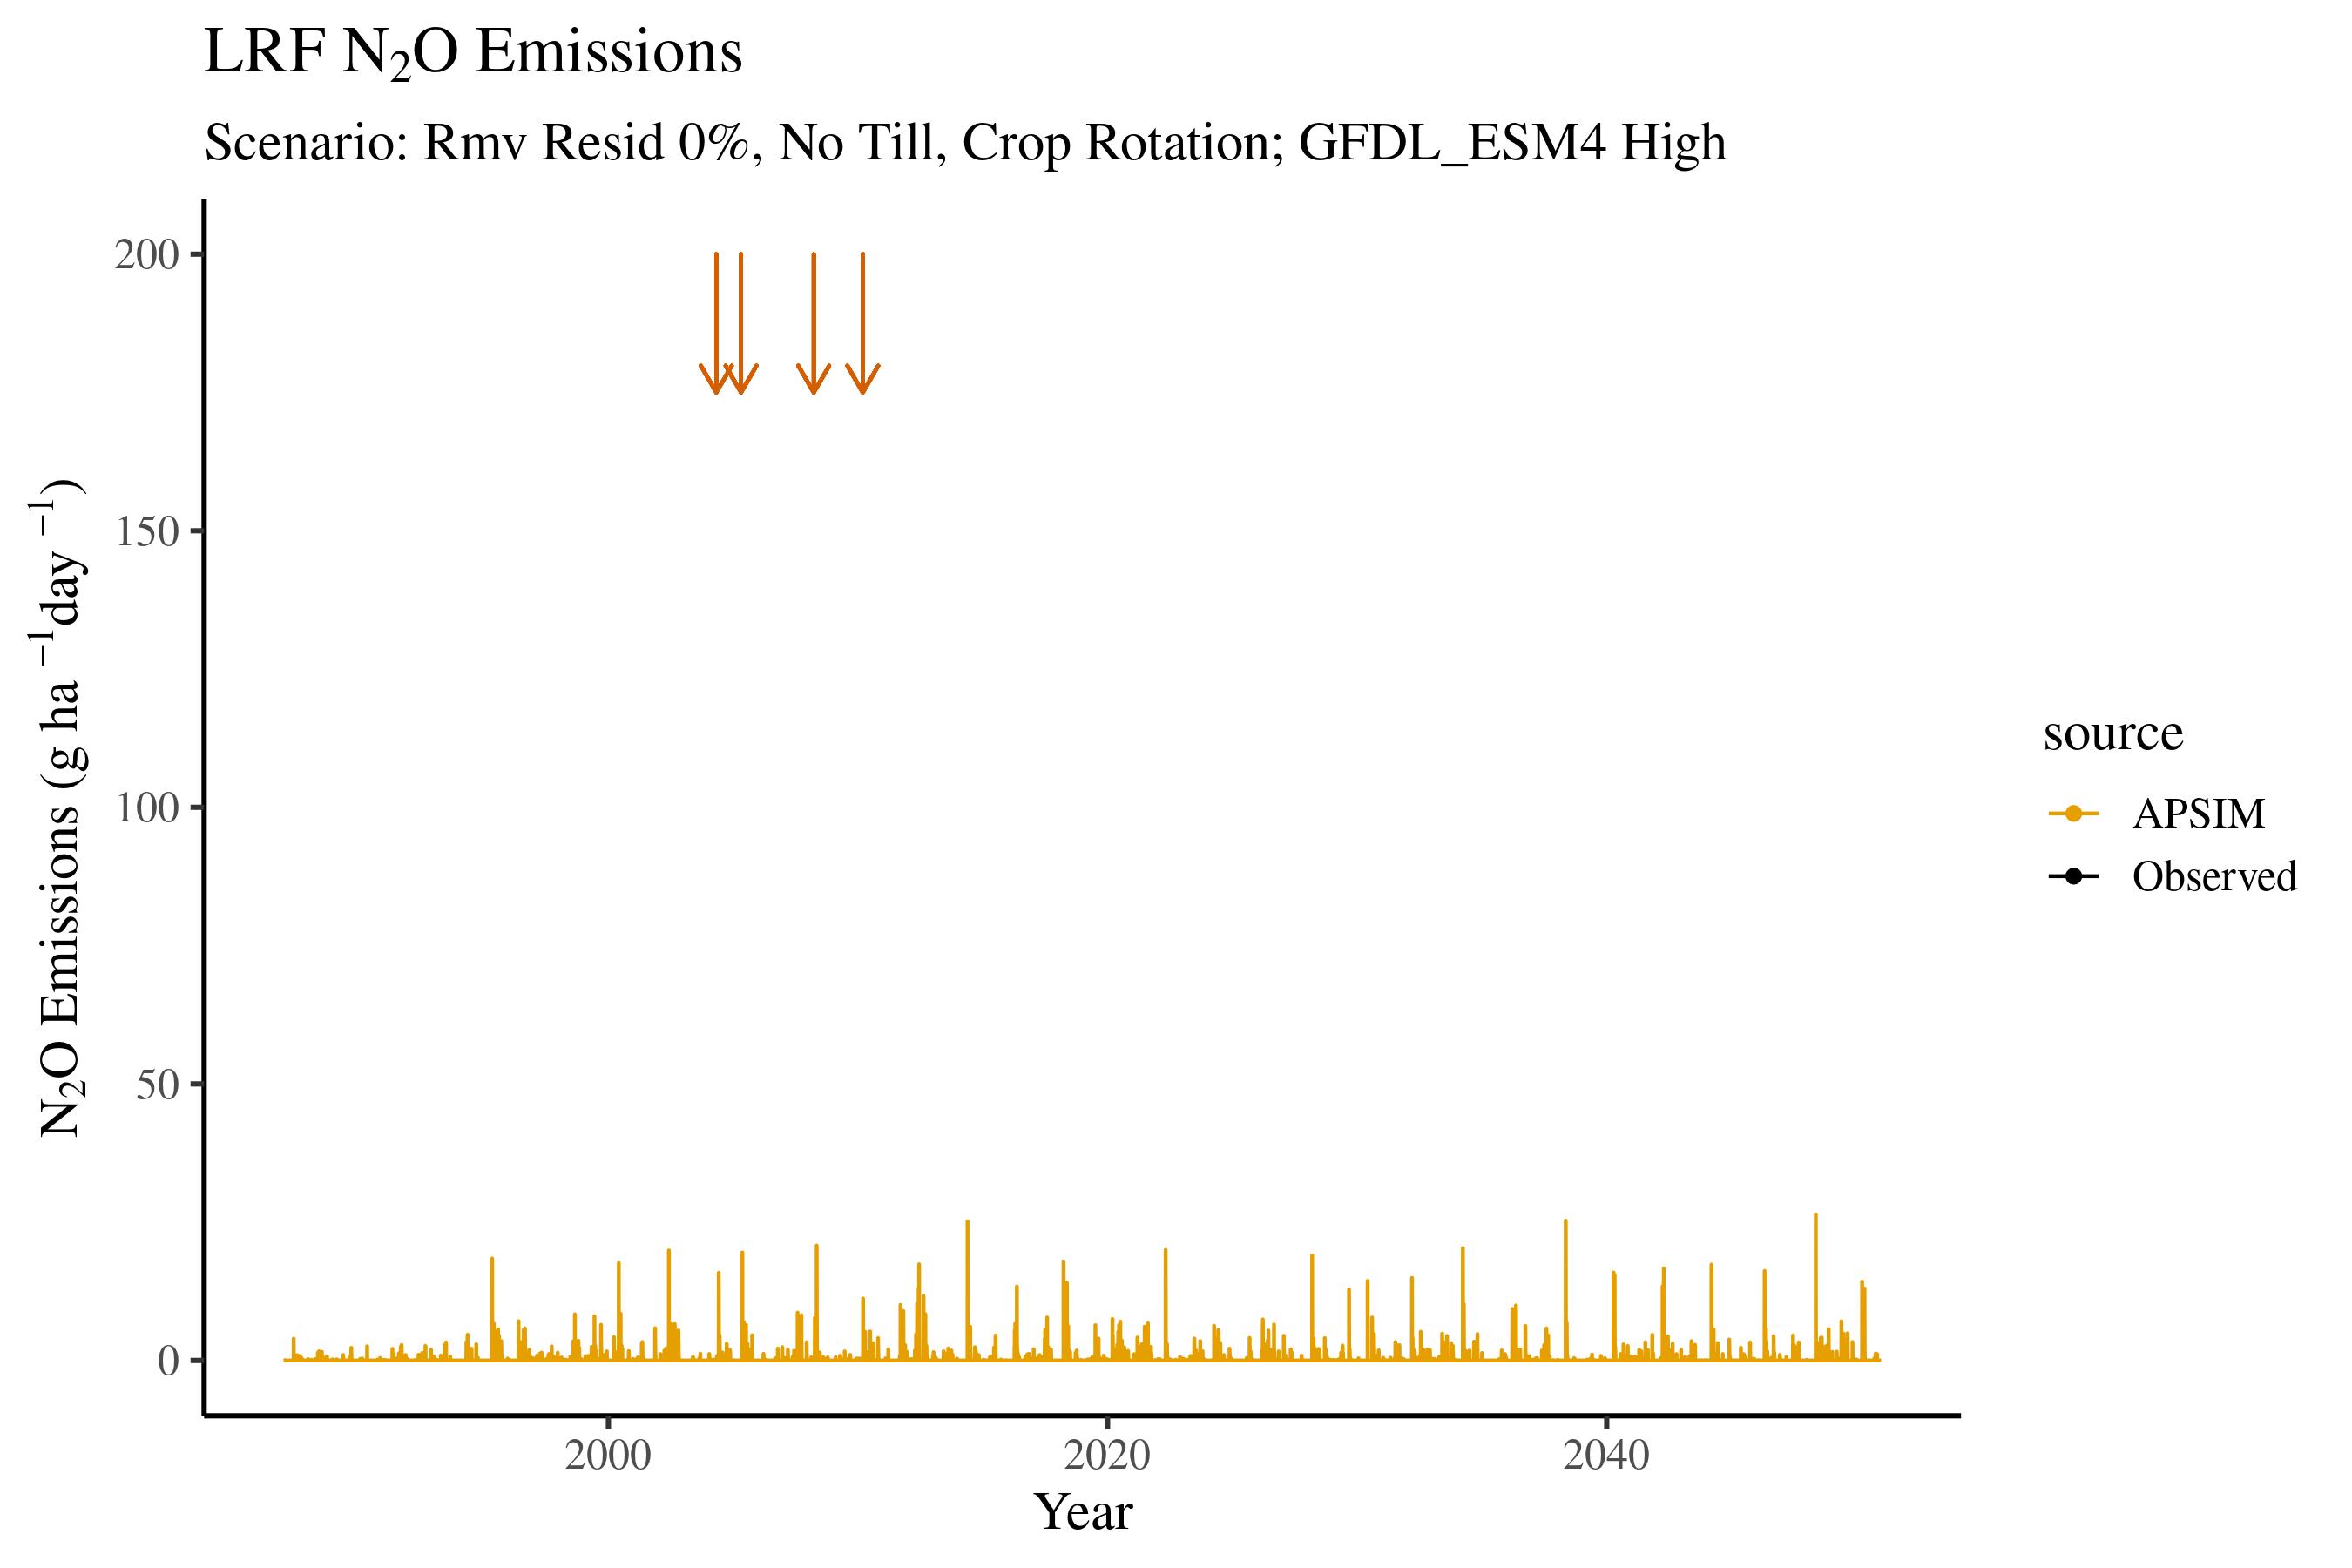 LRF N₂O Emissions
Scenario: Rmv Resid 0%, No Till, Crop Rotation; GFDL_ESM4 High
N₂O Emissions (g ha ⁻¹day ⁻¹)
200
150
100
50
0
2000 2020 2040
Year
source
APSIM
Observed